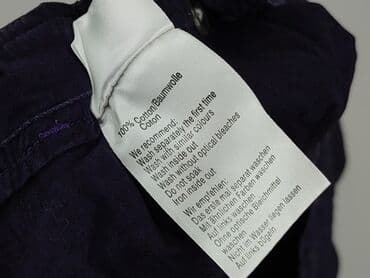 100% Cotton/Baumwolle
Coton
We recommend:
Wash separately the first time
Wash with similar colours
Wash inside out
Wash without optical bleaches
Do not soak
Iron inside out
Wir empfehlen:
Das erste mal separat waschen
Mit ähnlichen Farben waschen
Auf links waschen
Ohne optische Bleichmittel
waschen
Nicht im Wasser liegen lassen
Auf links bügeln